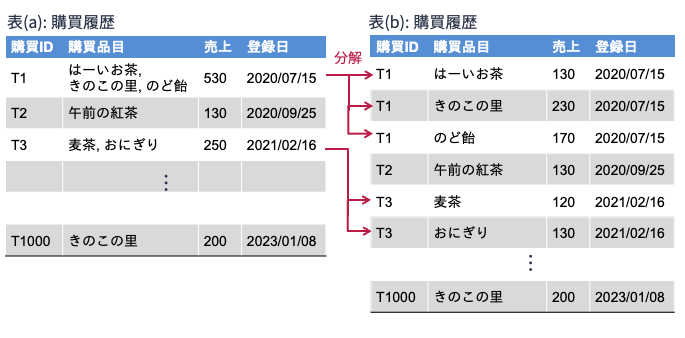 表(a): 購買履歴
購買ID 購買品目 売上 登録日
T1 はーいお茶, きのこの里, のど飴 530 2020/07/15
T2 午前の紅茶 130 2020/09/25
T3 麦茶, おにぎり 250 2021/02/16
⋮
T1000 きのこの里 200 2023/01/08
分解
表(b): 購買履歴
購買ID 購買品目 売上 登録日
T1 はーいお茶 130 2020/07/15
T1 きのこの里 230 2020/07/15
T1 のど飴 170 2020/07/15
T2 午前の紅茶 130 2020/09/25
T3 麦茶 120 2021/02/16
T3 おにぎり 130 2021/02/16
⋮
T1000 きのこの里 200 2023/01/08